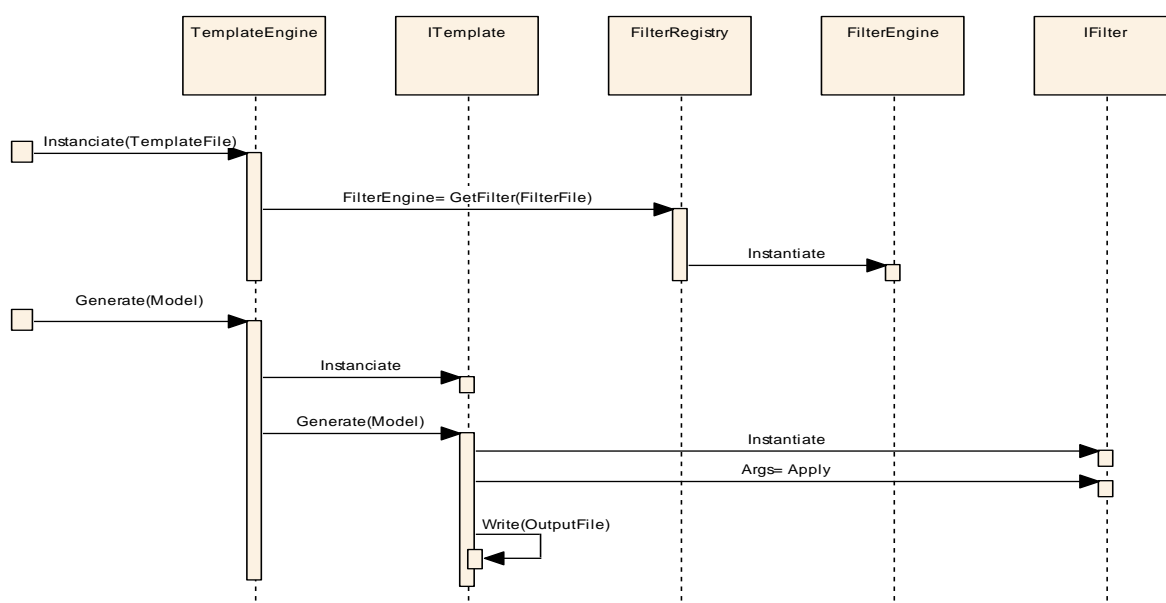 TemplateEngine
ITemplate
FilterRegistry
FilterEngine
IFilter
Instanciate(TemplateFile)
FilterEngine= GetFilter(FilterFile)
Instantiate
Generate(Model)
Instanciate
Generate(Model)
Instantiate
Args= Apply
Write(OutputFile)